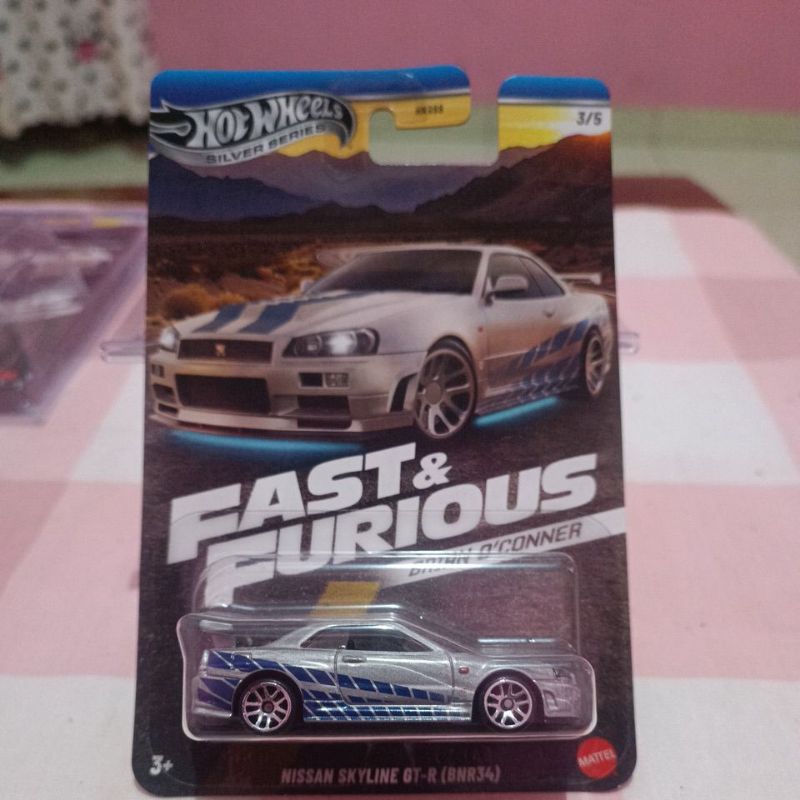 HOT WHEELS
SILVER SERIES
3/5
FAST &
FURIOUS
BRIAN O'CONNER
3+
NISSAN SKYLINE GT-R (BNR34)
MATTEL